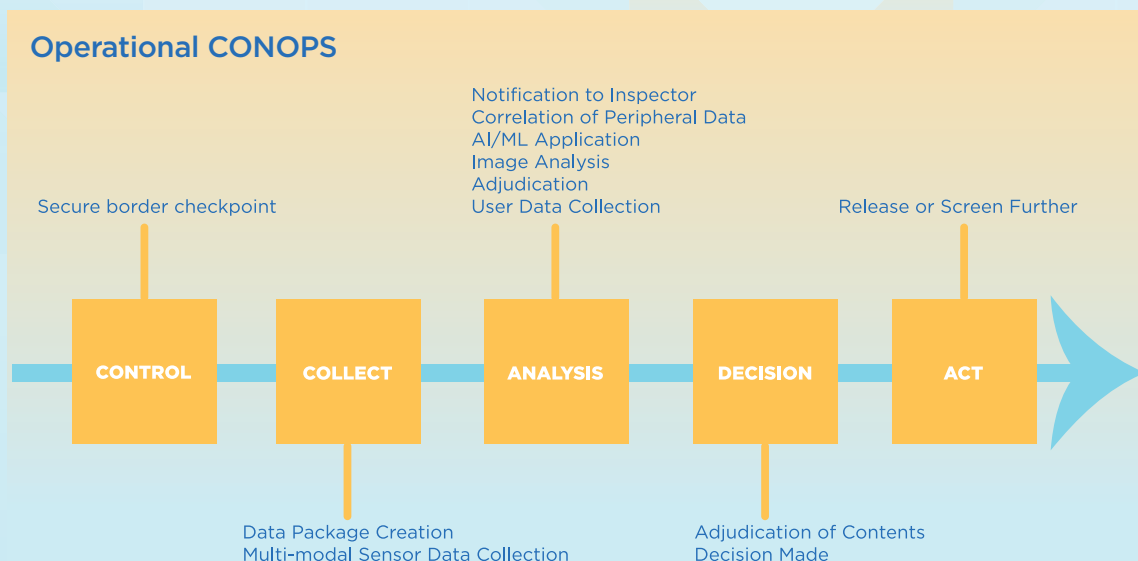 Operational CONOPS
Notification to Inspector
Correlation of Peripheral Data
AI/ML Application
Image Analysis
Adjudication
User Data Collection
Secure border checkpoint
Release or Screen Further
CONTROL
COLLECT
ANALYSIS
DECISION
ACT
Data Package Creation
Multi-modal Sensor Data Collection
Adjudication of Contents
Decision Made